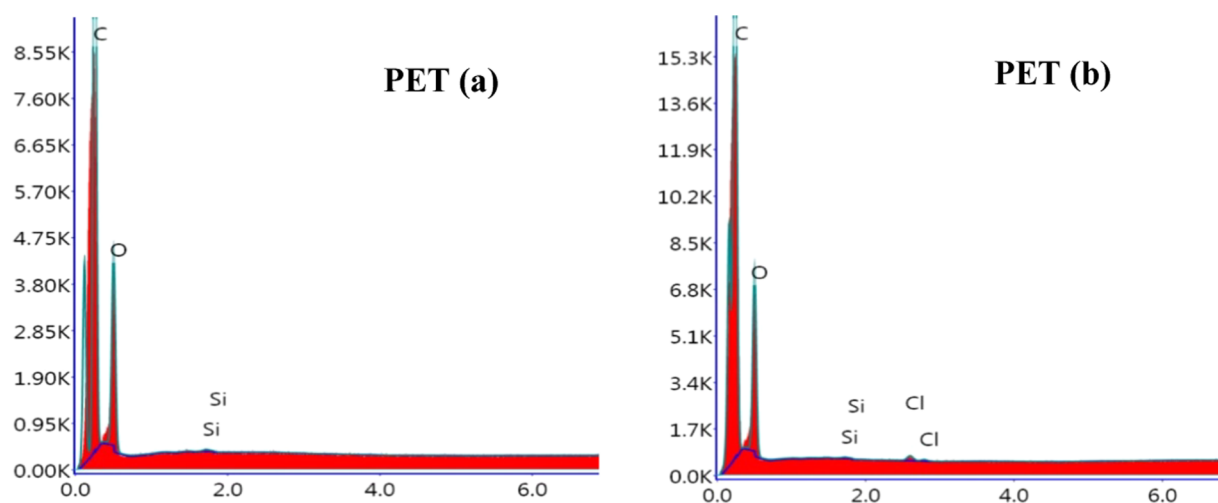 C
8.55K
PET (a)
7.60K
6.65K
5.70K
4.75K
O
3.80K
2.85K
1.90K
Si
0.95K
Si
0.00K
0.0 2.0 4.0 6.0
C
15.3K
PET (b)
13.6K
11.9K
10.2K
8.5K
O
6.8K
5.1K
3.4K
Si Cl
1.7K
Si Cl
0.0K
0.0 2.0 4.0 6.0